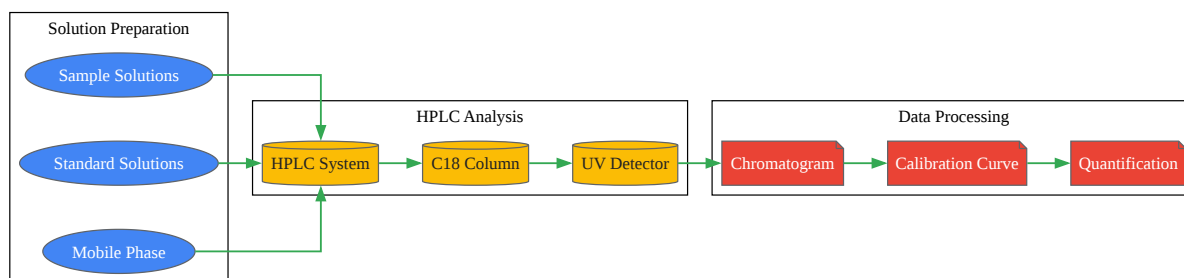 Solution Preparation
Sample Solutions
Standard Solutions
Mobile Phase
HPLC Analysis
HPLC System
C18 Column
UV Detector
Data Processing
Chromatogram
Calibration Curve
Quantification